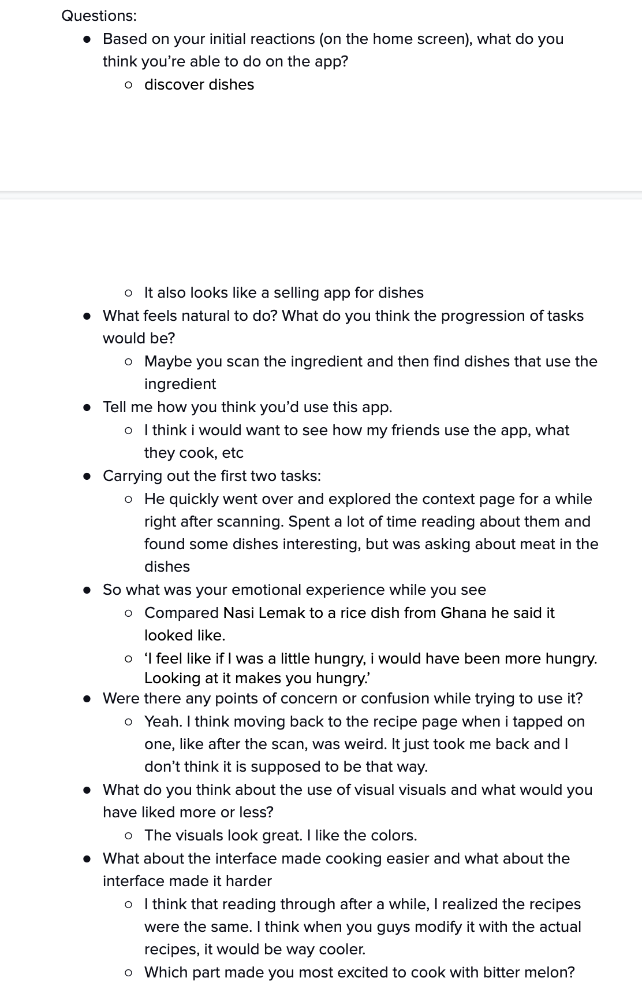 Questions:
● Based on your initial reactions (on the home screen), what do you
think you’re able to do on the app?
○ discover dishes
○ It also looks like a selling app for dishes
● What feels natural to do? What do you think the progression of tasks
would be?
○ Maybe you scan the ingredient and then find dishes that use the
ingredient
● Tell me how you think you’d use this app.
○ I think i would want to see how my friends use the app, what
they cook, etc
● Carrying out the first two tasks:
○ He quickly went over and explored the context page for a while
right after scanning. Spent a lot of time reading about them and
found some dishes interesting, but was asking about meat in the
dishes
● So what was your emotional experience while you see
○ Compared Nasi Lemak to a rice dish from Ghana he said it
looked like.
○ ‘I feel like if I was a little hungry, i would have been more hungry.
Looking at it makes you hungry.’
● Were there any points of concern or confusion while trying to use it?
○ Yeah. I think moving back to the recipe page when i tapped on
one, like after the scan, was weird. It just took me back and I
don’t think it is supposed to be that way.
● What do you think about the use of visual visuals and what would you
have liked more or less?
○ The visuals look great. I like the colors.
● What about the interface made cooking easier and what about the
interface made it harder
○ I think that reading through after a while, I realized the recipes
were the same. I think when you guys modify it with the actual
recipes, it would be way cooler.
○ Which part made you most excited to cook with bitter melon?